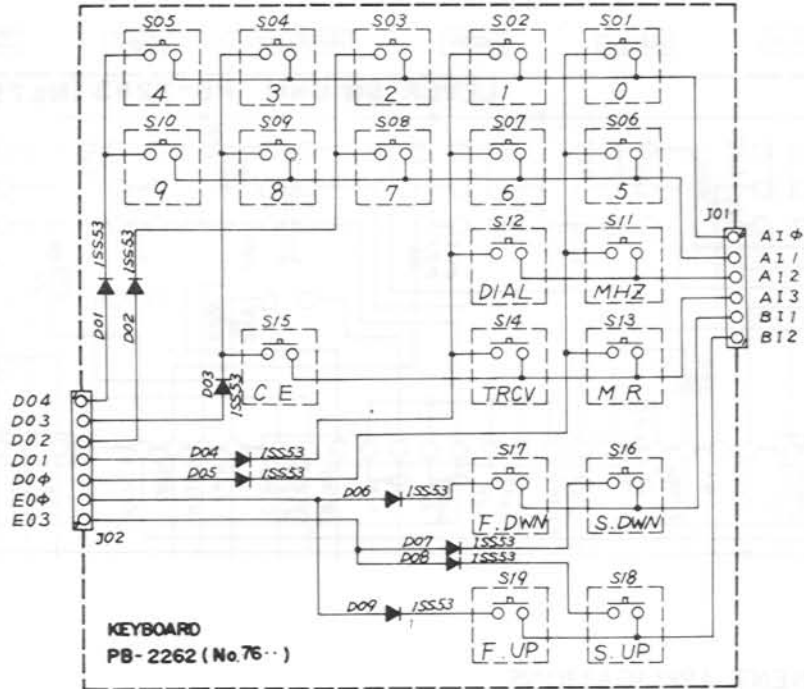 S05 S04 S03 S02 S01
4 3 2 1 0
S10 S09 S08 S07 S06
9 8 7 6 5
J01
S12 S11
DIAL MHZ
AIϕ
AI1
AI2
AI3
BI1
BI2
1SS53 1SS53
D01 D02
S15 S14 S13
D03 1SS53
C E TRCV M R
D04
D03
D02
D01
D0ϕ
E0ϕ
E03
J02
D04 1SS53
D05 1SS53
D06 1SS53
S17 S16
F.DWN S.DWN
D07 1SS53
D08 1SS53
S19 S18
D09 1SS53
F.UP S.UP
KEYBOARD
PB-2262 (No.76··)